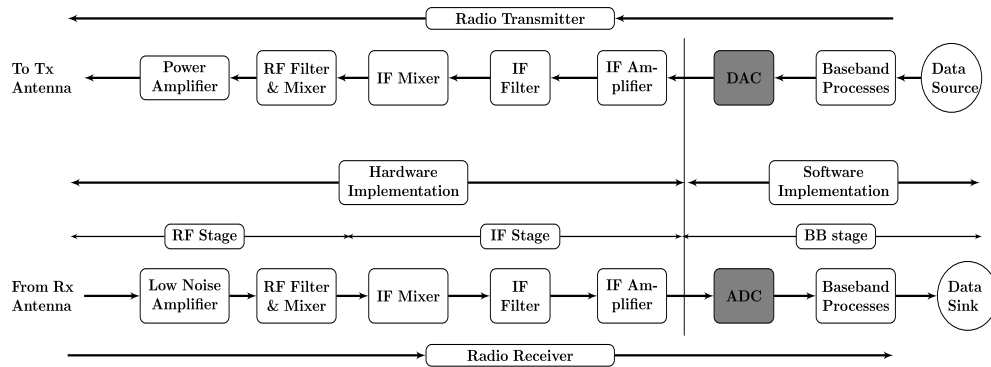 Radio Transmitter
To Tx
Antenna
Power
Amplifier
RF Filter
& Mixer
IF Mixer
IF
Filter
IF Am-
plifier
DAC
Baseband
Processes
Data
Source
Hardware
Implementation
Software
Implementation
RF Stage
IF Stage
BB stage
From Rx
Antenna
Low Noise
Amplifier
RF Filter
& Mixer
IF Mixer
IF
Filter
IF Am-
plifier
ADC
Baseband
Processes
Data
Sink
Radio Receiver